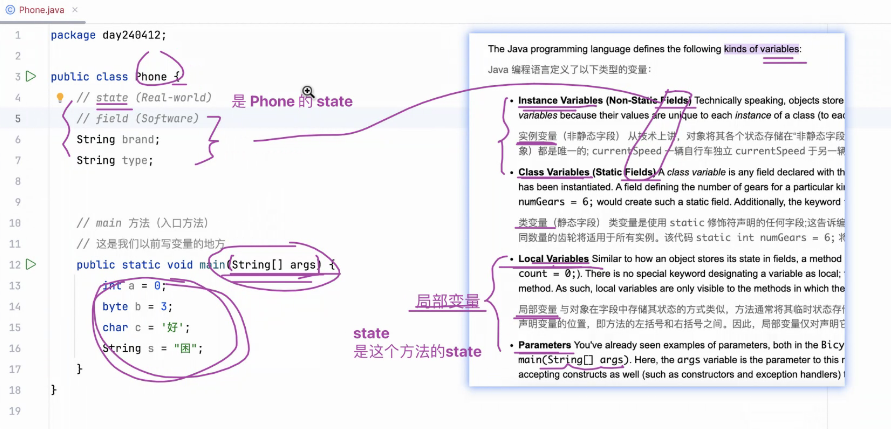 Phone.java
1 package day240412;
2
3 public class Phone {
4 // state (Real-world)
5 // field (Software)
6 String brand;
7 String type;
8
9
10 // main 方法（入口方法）
11 // 这是我们以前写变量的地方
12 public static void main(String[] args) {
13 int a = 0;
14 byte b = 3;
15 char c = '好';
16 String s = "困";
17 }
18 }
19
是 Phone 的 state
局部变量
state
是这个方法的state
The Java programming language defines the following kinds of variables:
Java 编程语言定义了以下类型的变量：
• Instance Variables (Non-Static Fields) Technically speaking, objects store
variables because their values are unique to each instance of a class (to eac
实例变量（非静态字段） 从技术上讲，对象将其各个状态存储在“非静态字段
象）都是唯一的; currentSpeed 一辆自行车独立 currentSpeed 于另一辆
• Class Variables (Static Fields) A class variable is any field declared with the
has been instantiated. A field defining the number of gears for a particular kin
numGears = 6; would create such a static field. Additionally, the keyword
类变量（静态字段） 类变量是使用 static 修饰符声明的任何字段;这告诉编
同数量的齿轮将适用于所有实例。该代码 static int numGears = 6; 将
• Local Variables Similar to how an object stores its state in fields, a method
count = 0;). There is no special keyword designating a variable as local;
method. As such, local variables are only visible to the methods in which the
局部变量 与对象在字段中存储其状态的方式类似，方法通常将其临时状态存
声明变量的位置，即方法的左括号和右括号之间。因此，局部变量仅对声明它
• Parameters You've already seen examples of parameters, both in the Bicy
main(String[] args). Here, the args variable is the parameter to this m
accepting constructs as well (such as constructors and exception handlers)